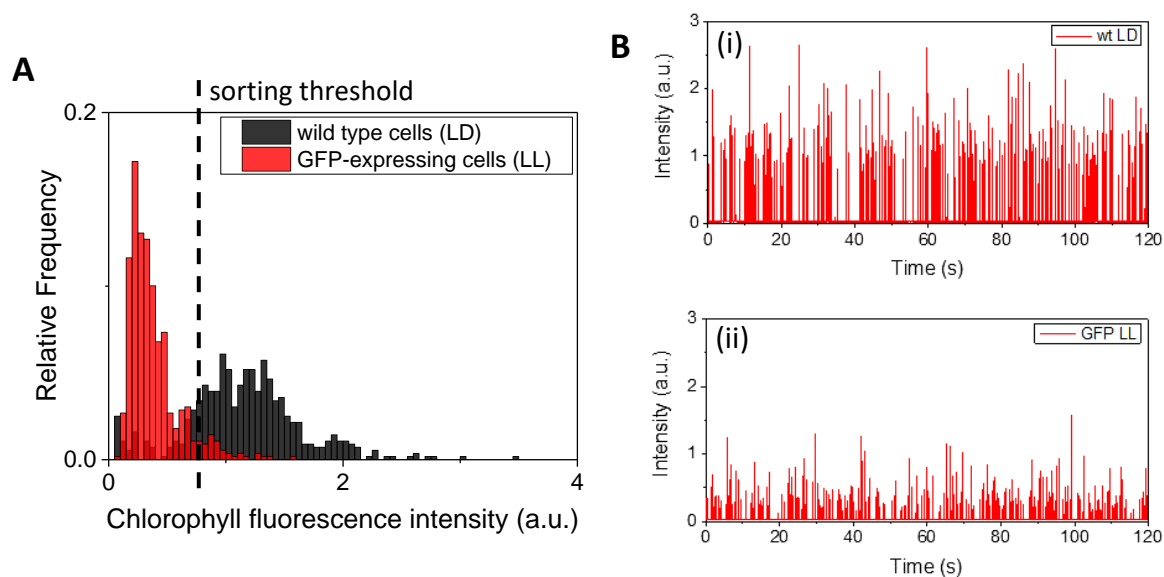 A
sorting threshold
0.2
wild type cells (LD)
GFP-expressing cells (LL)
Relative Frequency
0.0
0
2
4
Chlorophyll fluorescence intensity (a.u.)
B
(i)
wt LD
3
2
1
0
Intensity (a.u.)
0 20 40 60 80 100 120
Time (s)
(ii)
GFP LL
3
2
1
0
Intensity (a.u.)
0 20 40 60 80 100 120
Time (s)